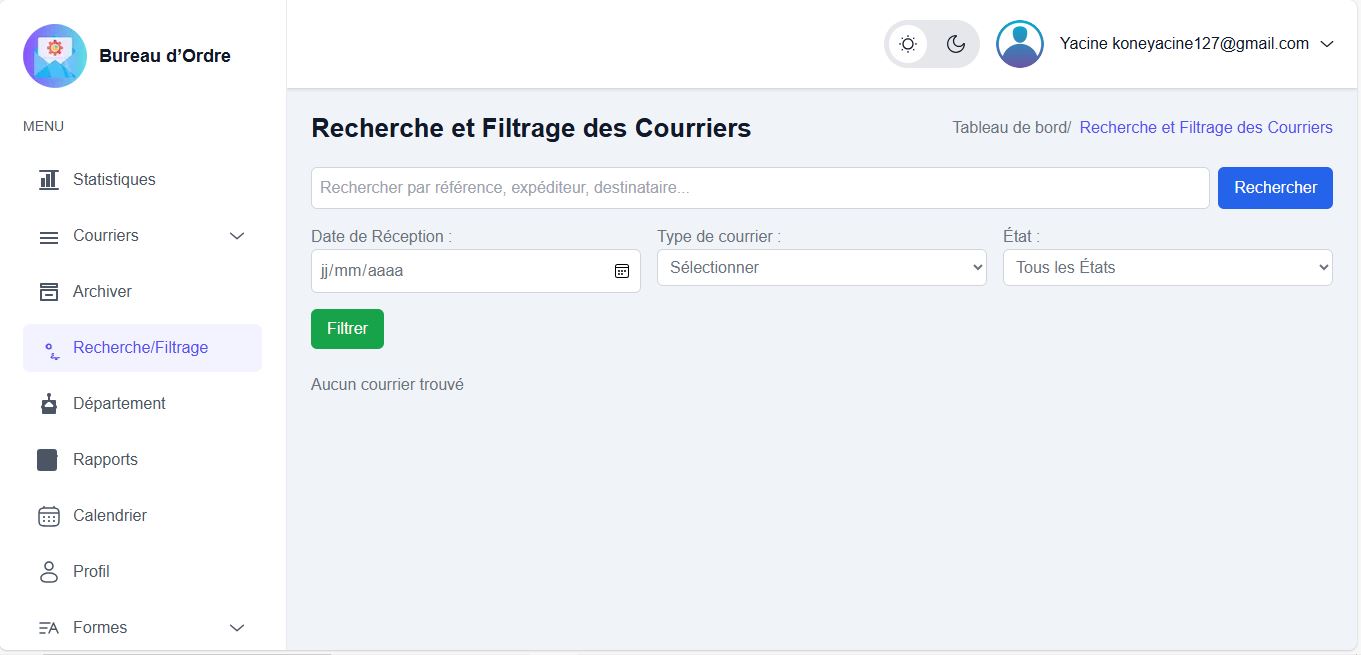 Bureau d’Ordre
Yacine koneyacine127@gmail.com
MENU
Statistiques
Courriers
Archiver
Recherche/Filtrage
Département
Rapports
Calendrier
Profil
Formes
Recherche et Filtrage des Courriers
Tableau de bord/ Recherche et Filtrage des Courriers
Rechercher par référence, expéditeur, destinataire...
Rechercher
Date de Réception :
Type de courrier :
État :
jj/mm/aaaa
Sélectionner
Tous les États
Filtrer
Aucun courrier trouvé